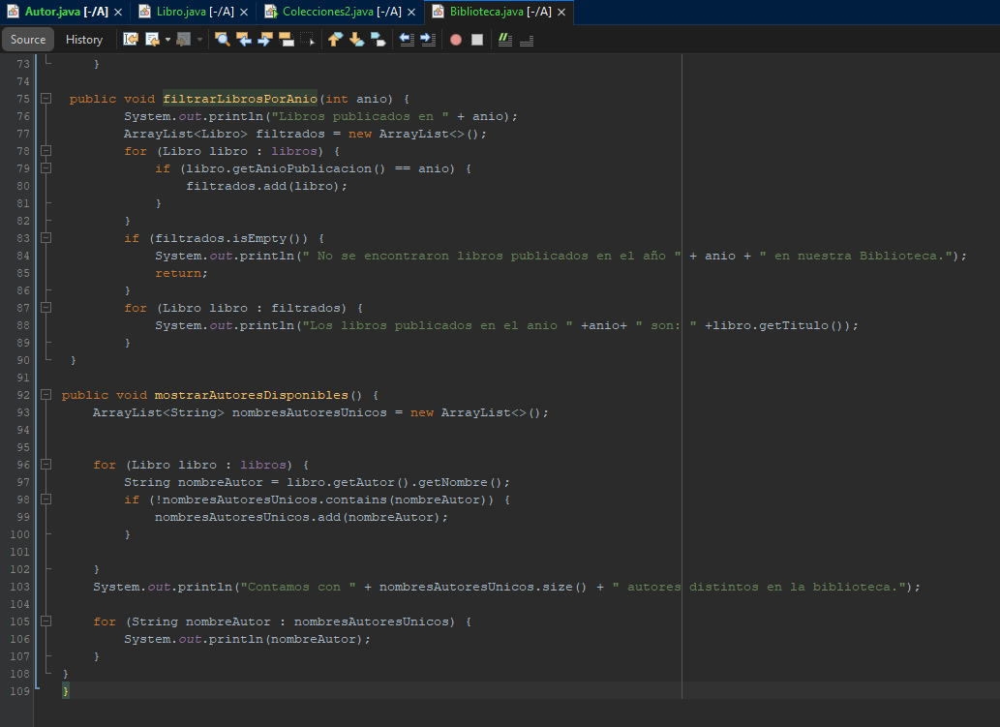 Autor.java [-/A] × Libro.java [-/A] × Colecciones2.java [-/A] × Biblioteca.java [-/A] ×
Source History
73 }
74
75 public void filtrarLibrosPorAnio(int anio) {
76 System.out.println("Libros publicados en " + anio);
77 ArrayList<Libro> filtrados = new ArrayList<>();
78 for (Libro libro : libros) {
79 if (libro.getAnioPublicacion() == anio) {
80 filtrados.add(libro);
81 }
82 }
83 if (filtrados.isEmpty()) {
84 System.out.println(" No se encontraron libros publicados en el año " + anio + " en nuestra Biblioteca.");
85 return;
86 }
87 for (Libro libro : filtrados) {
88 System.out.println("Los libros publicados en el anio " +anio+ " son: " +libro.getTitulo());
89 }
90 }
91
92 public void mostrarAutoresDisponibles() {
93 ArrayList<String> nombresAutoresUnicos = new ArrayList<>();
94
95
96 for (Libro libro : libros) {
97 String nombreAutor = libro.getAutor().getNombre();
98 if (!nombresAutoresUnicos.contains(nombreAutor)) {
99 nombresAutoresUnicos.add(nombreAutor);
100 }
101
102 }
103 System.out.println("Contamos con " + nombresAutoresUnicos.size() + " autores distintos en la biblioteca.");
104
105 for (String nombreAutor : nombresAutoresUnicos) {
106 System.out.println(nombreAutor);
107 }
108 }
109 }